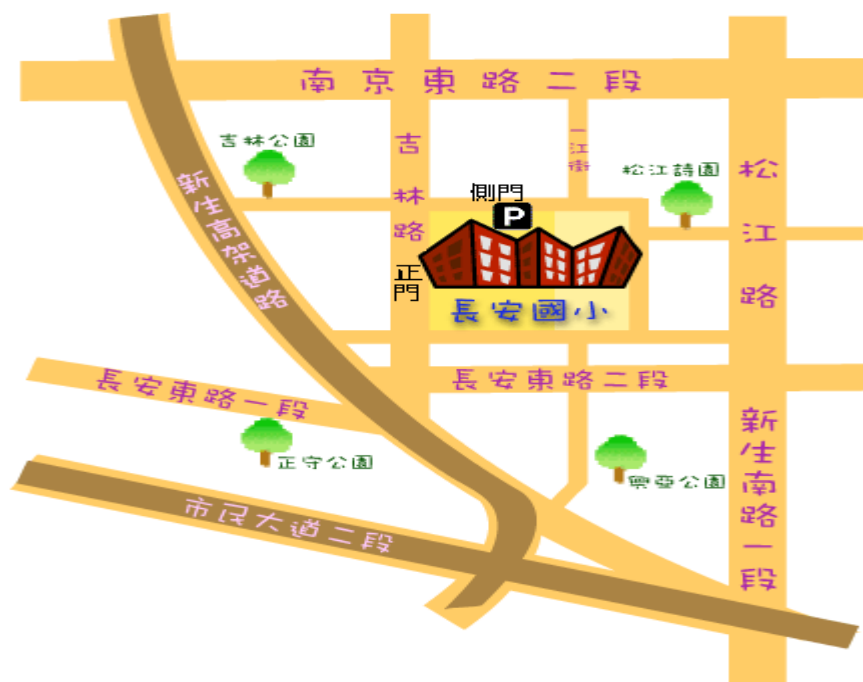 南京東路二段
吉林公園
吉林路
一江街
松江詩園
松江路
新生高架道路
側門
P
正門
長安國小
長安東路一段
長安東路二段
正守公園
興亞公園
新生南路一段
市民大道二段